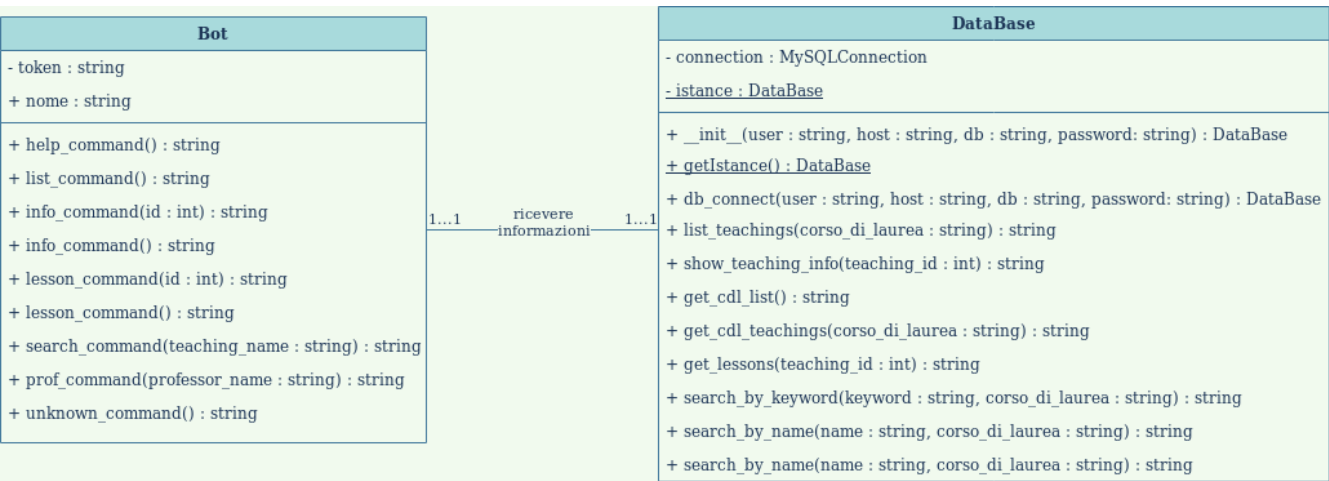 Bot
- token : string
+ nome : string
+ help_command() : string
+ list_command() : string
+ info_command(id : int) : string
+ info_command() : string
+ lesson_command(id : int) : string
+ lesson_command() : string
+ search_command(teaching_name : string) : string
+ prof_command(professor_name : string) : string
+ unknown_command() : string
1...1
ricevere
informazioni
1...1
DataBase
- connection : MySQLConnection
- istance : DataBase
+ __init__(user : string, host : string, db : string, password: string) : DataBase
+ getIstance() : DataBase
+ db_connect(user : string, host : string, db : string, password: string) : DataBase
+ list_teachings(corso_di_laurea : string) : string
+ show_teaching_info(teaching_id : int) : string
+ get_cdl_list() : string
+ get_cdl_teachings(corso_di_laurea : string) : string
+ get_lessons(teaching_id : int) : string
+ search_by_keyword(keyword : string, corso_di_laurea : string) : string
+ search_by_name(name : string, corso_di_laurea : string) : string
+ search_by_name(name : string, corso_di_laurea : string) : string